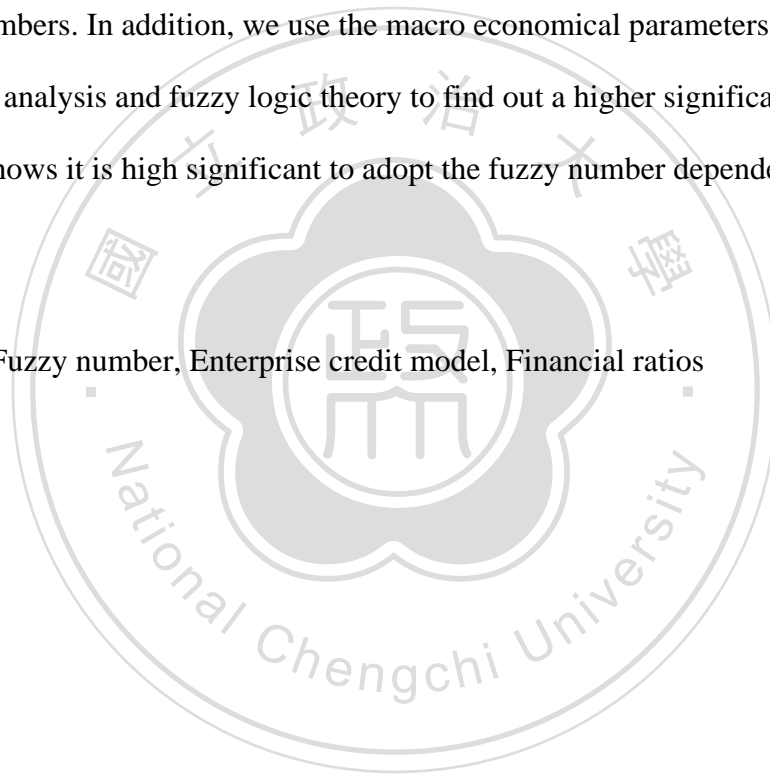 mbers. In addition, we use the macro economical parameters
analysis and fuzzy logic theory to find out a higher significa
hows it is high significant to adopt the fuzzy number depende
Fuzzy number, Enterprise credit model, Financial ratios
國立政治大學
政
National Chengchi University